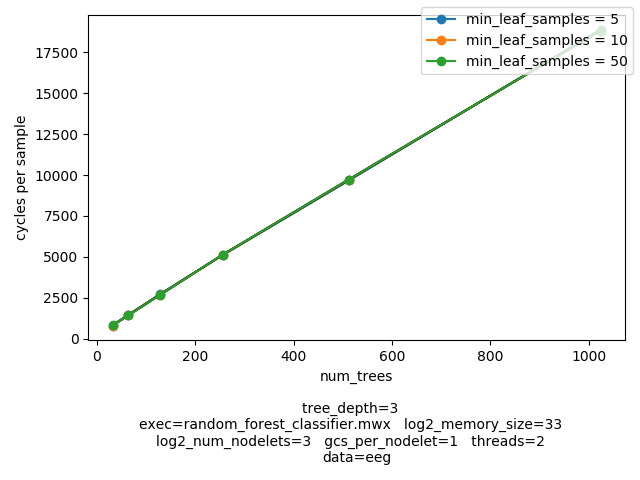 min_leaf_samples = 5
min_leaf_samples = 10
min_leaf_samples = 50
17500
15000
12500
10000
7500
5000
2500
0
cycles per sample
0 200 400 600 800 1000
num_trees
tree_depth=3
exec=random_forest_classifier.mwx log2_memory_size=33
log2_num_nodelets=3 gcs_per_nodelet=1 threads=2
data=eeg